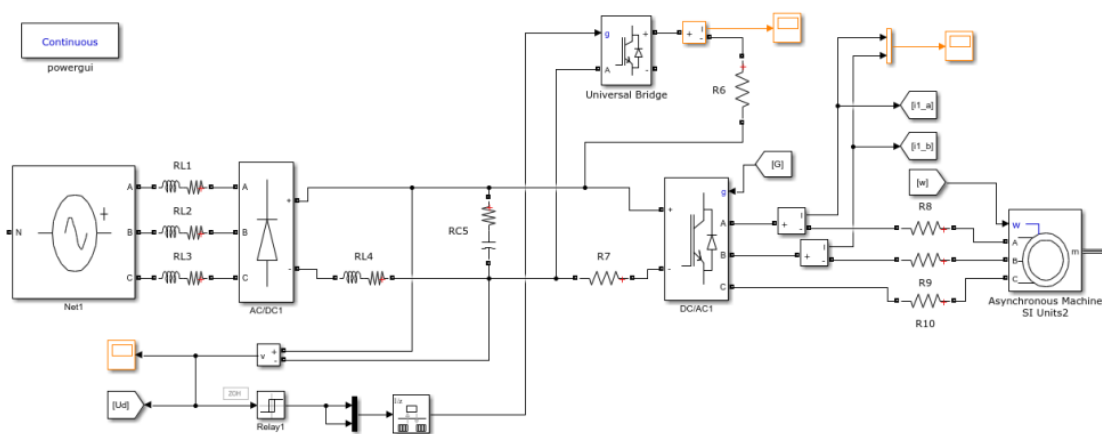 Continuous
powergui
g
A
+
-
Universal Bridge
+
i
-
R6
[i1_a]
[i1_b]
[G]
[w]
N
A
B
C
Net1
RL1
RL2
RL3
A
B
C
+
-
AC/DC1
RL4
RC5
R7
g
+
-
A
B
C
DC/AC1
+
i
-
+
i
-
R8
R9
R10
w
A
B
C
m
Asynchronous Machine
SI Units2
v
+
-
[Ud]
ZOH
Relay1